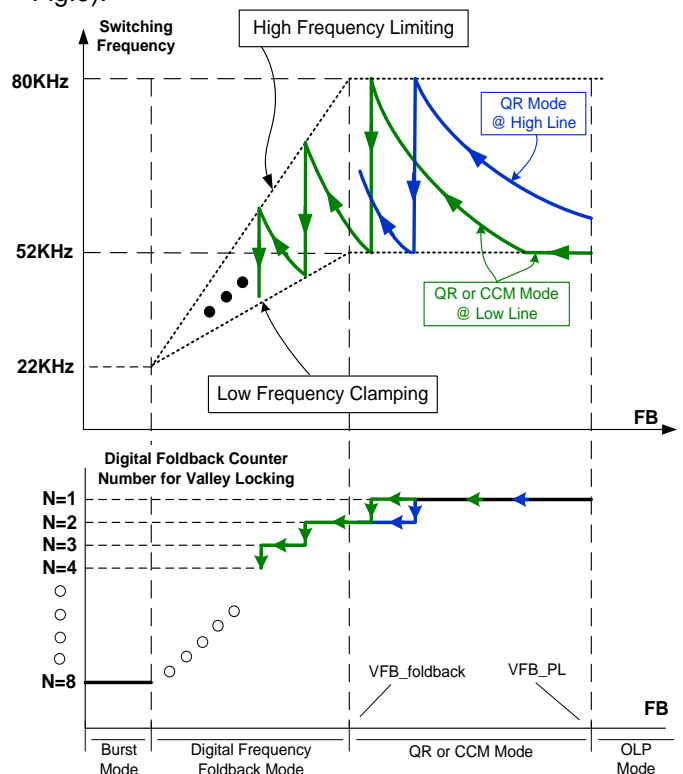 Fig.6).
Switching
Frequency
High Frequency Limiting
80KHz
QR Mode
@ High Line
52KHz
QR or CCM Mode
@ Low Line
22KHz
Low Frequency Clamping
FB
Digital Foldback Counter
Number for Valley Locking
N=1
N=2
N=3
N=4
N=8
VFB_foldback
VFB_PL
FB
Burst
Mode
Digital Frequency
Foldback Mode
QR or CCM Mode
OLP
Mode